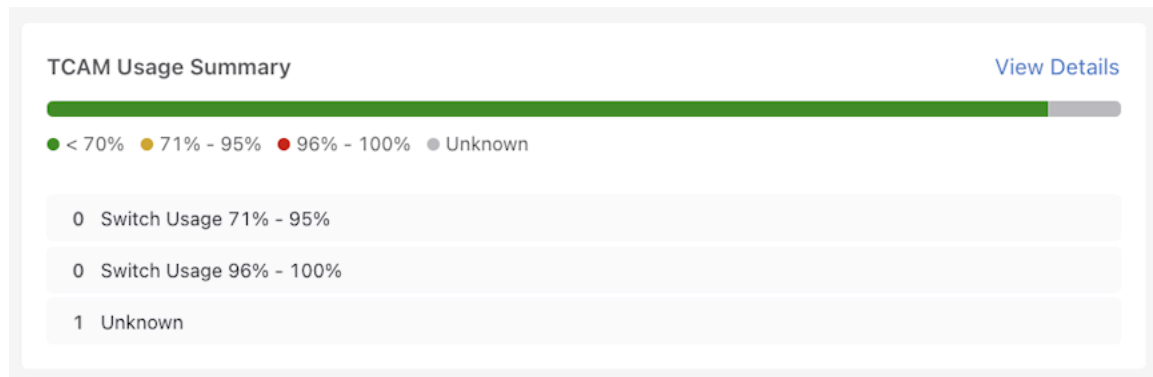 TCAM Usage Summary View Details
< 70% 71% - 95% 96% - 100% Unknown
0 Switch Usage 71% - 95%
0 Switch Usage 96% - 100%
1 Unknown